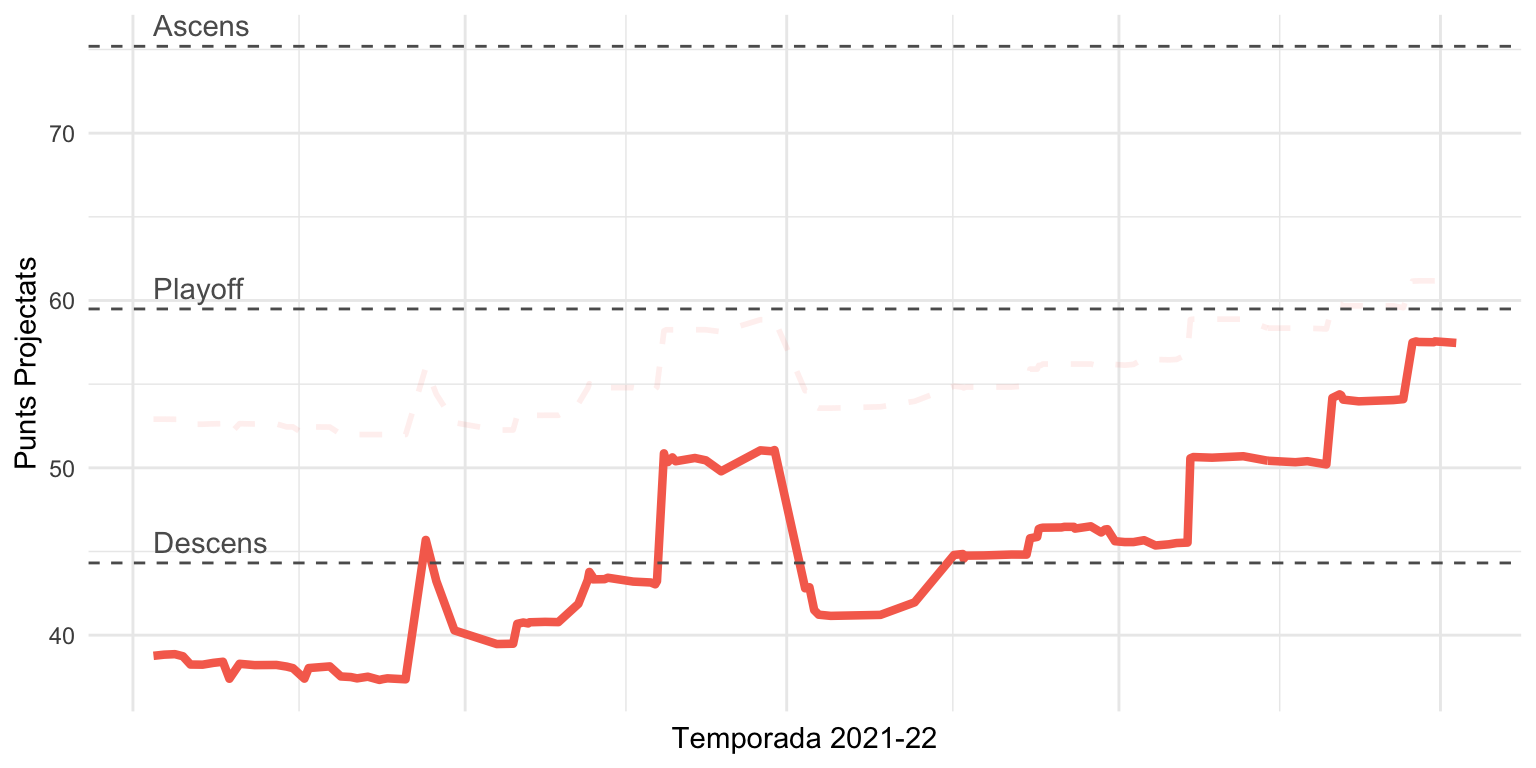 Ascens
70
Playoff
60
50
Descens
40
Punts Projectats
Temporada 2021-22